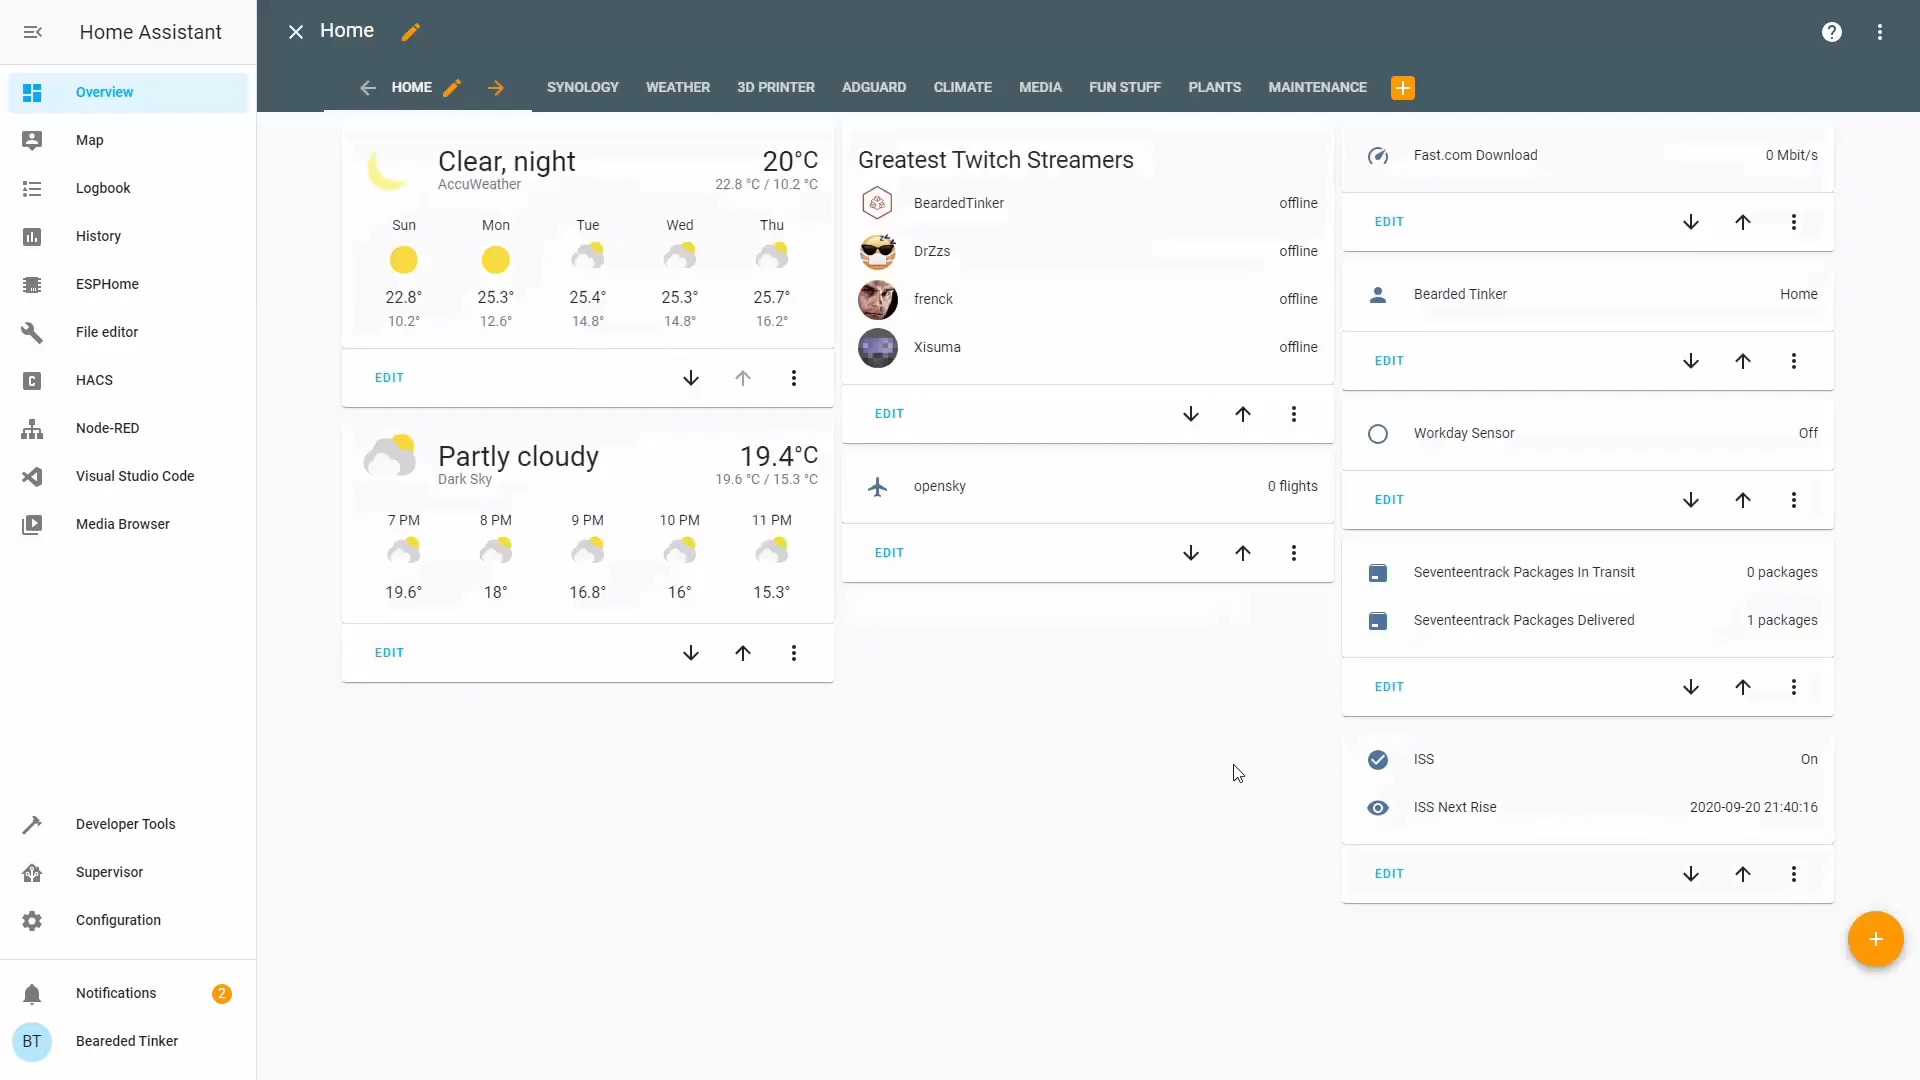 Home Assistant
Overview
Map
Logbook
History
ESPHome
File editor
C HACS
Node-RED
Visual Studio Code
Media Browser
Developer Tools
Supervisor
Configuration
Notifications 2
BT Beareded Tinker
Home
HOME SYNOLOGY WEATHER 3D PRINTER ADGUARD CLIMATE MEDIA FUN STUFF PLANTS MAINTENANCE
Clear, night 20°C
AccuWeather 22.8 °C / 10.2 °C
Sun Mon Tue Wed Thu
22.8° 25.3° 25.4° 25.3° 25.7°
10.2° 12.6° 14.8° 14.8° 16.2°
EDIT
Partly cloudy 19.4°C
Dark Sky 19.6 °C / 15.3 °C
7 PM 8 PM 9 PM 10 PM 11 PM
19.6° 18° 16.8° 16° 15.3°
EDIT
Greatest Twitch Streamers
BeardedTinker offline
DrZzs offline
frenck offline
Xisuma offline
EDIT
opensky 0 flights
EDIT
Fast.com Download 0 Mbit/s
EDIT
Bearded Tinker Home
EDIT
Workday Sensor Off
EDIT
Seventeentrack Packages In Transit 0 packages
Seventeentrack Packages Delivered 1 packages
EDIT
ISS On
ISS Next Rise 2020-09-20 21:40:16
EDIT